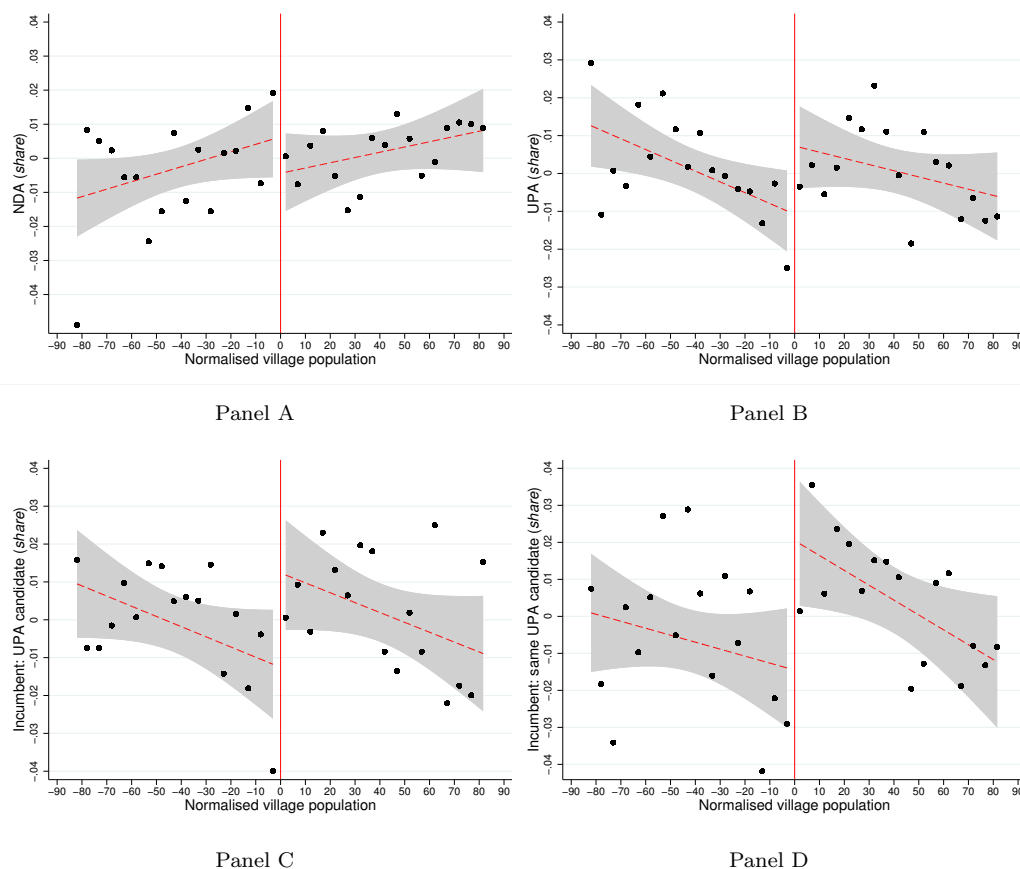 NDA (share)
.04
.03
.02
.01
0
-.01
-.02
-.03
-.04
−90 −80 −70 −60 −50 −40 −30 −20 −10 0 10 20 30 40 50 60 70 80 90
Normalised village population
Panel A
UPA (share)
.04
.03
.02
.01
0
-.01
-.02
-.03
-.04
−90 −80 −70 −60 −50 −40 −30 −20 −10 0 10 20 30 40 50 60 70 80 90
Normalised village population
Panel B
Incumbent: UPA candidate (share)
.04
.03
.02
.01
0
-.01
-.02
-.03
-.04
−90 −80 −70 −60 −50 −40 −30 −20 −10 0 10 20 30 40 50 60 70 80 90
Normalised village population
Panel C
Incumbent: same UPA candidate (share)
.04
.03
.02
.01
0
-.01
-.02
-.03
-.04
−90 −80 −70 −60 −50 −40 −30 −20 −10 0 10 20 30 40 50 60 70 80 90
Normalised village population
Panel D